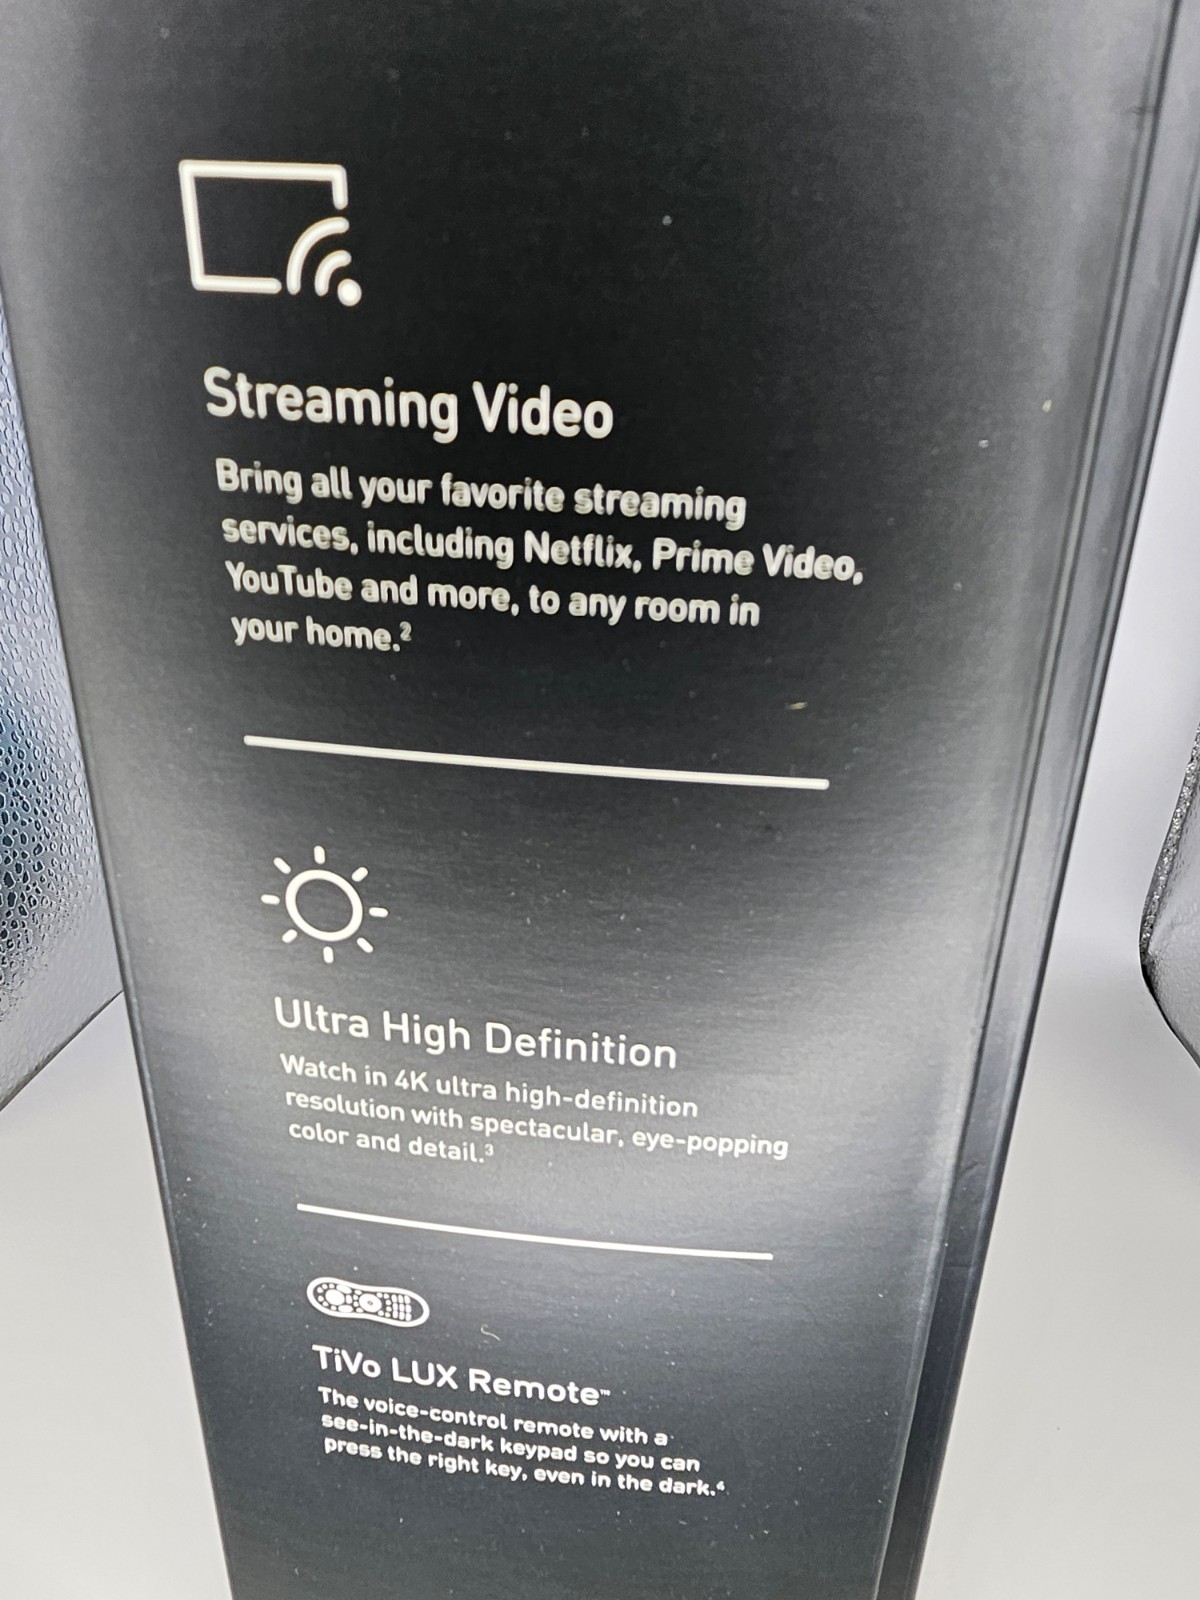 Streaming Video
Bring all your favorite streaming
services, including Netflix, Prime Video,
YouTube and more, to any room in
your home.²
Ultra High Definition
Watch in 4K ultra high-definition
resolution with spectacular, eye-popping
color and detail.³
TiVo LUX Remote™
The voice-control remote with a
see-in-the-dark keypad so you can
press the right key, even in the dark.⁴